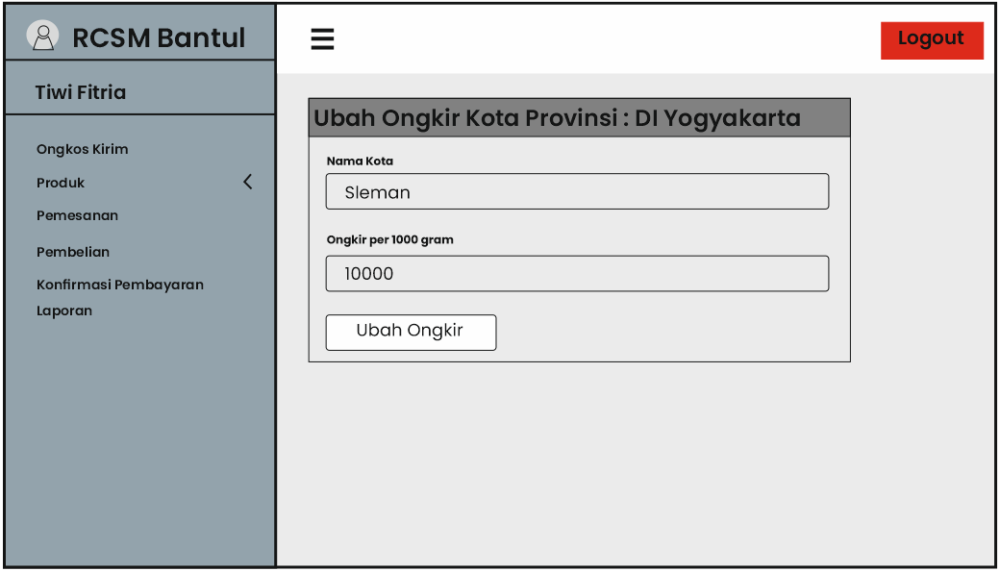 RCSM Bantul
Logout
Tiwi Fitria
Ongkos Kirim
Produk
Pemesanan
Pembelian
Konfirmasi Pembayaran
Laporan
Ubah Ongkir Kota Provinsi : DI Yogyakarta
Nama Kota
Sleman
Ongkir per 1000 gram
10000
Ubah Ongkir